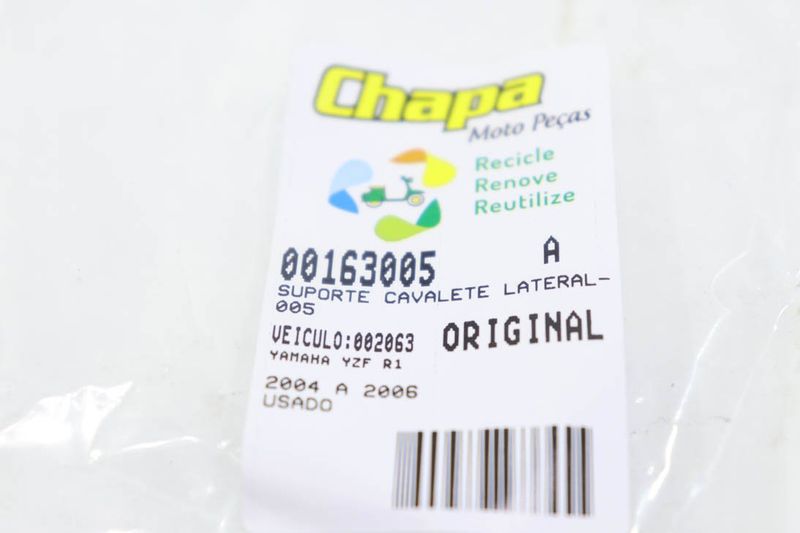 Chapa
Moto Peças
Recicle
Renove
Reutilize
00163005 A
SUPORTE CAVALETE LATERAL-
005
VEICULO:002063 ORIGINAL
YAMAHA YZF R1
2004 A 2006
USADO